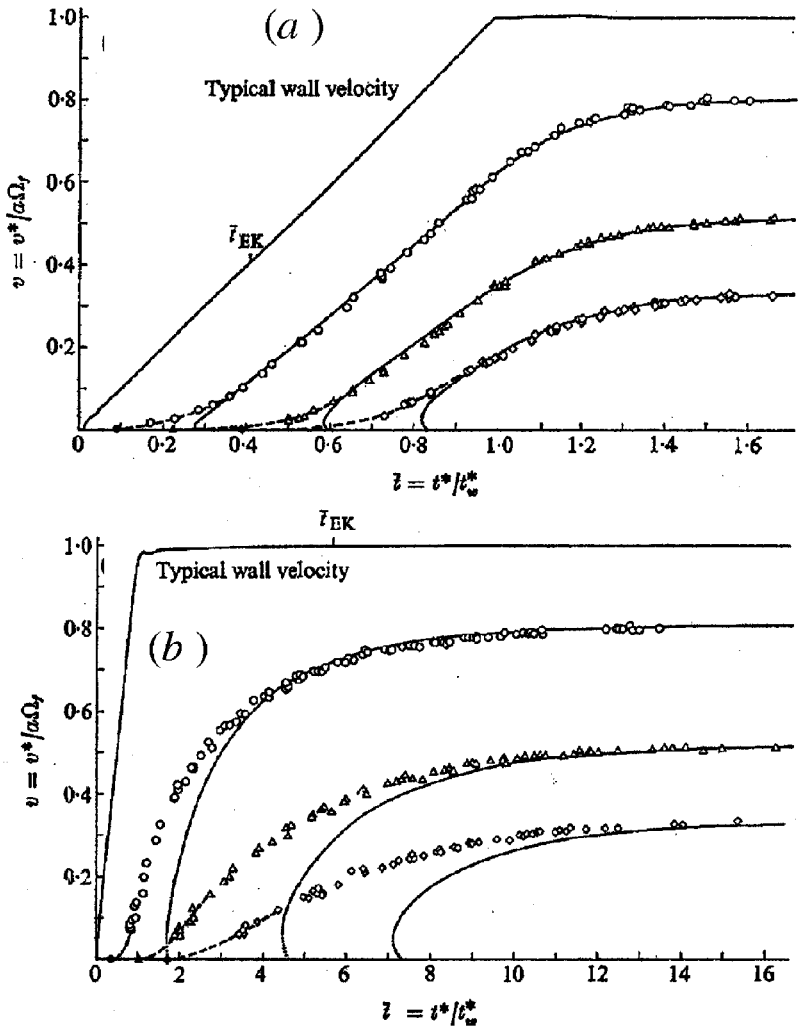 (a)
1·0
Typical wall velocity
0·8
0·6
t̄EK
0·4
0·2
v = v*/aΩf
0 0·2 0·4 0·6 0·8 1·0 1·2 1·4 1·6
t̄ = t*/t*w
t̄EK
1·0
Typical wall velocity
0·8
(b)
0·6
0·4
0·2
v = v*/aΩf
0 2 4 6 8 10 12 14 16
t̄ = t*/t*w